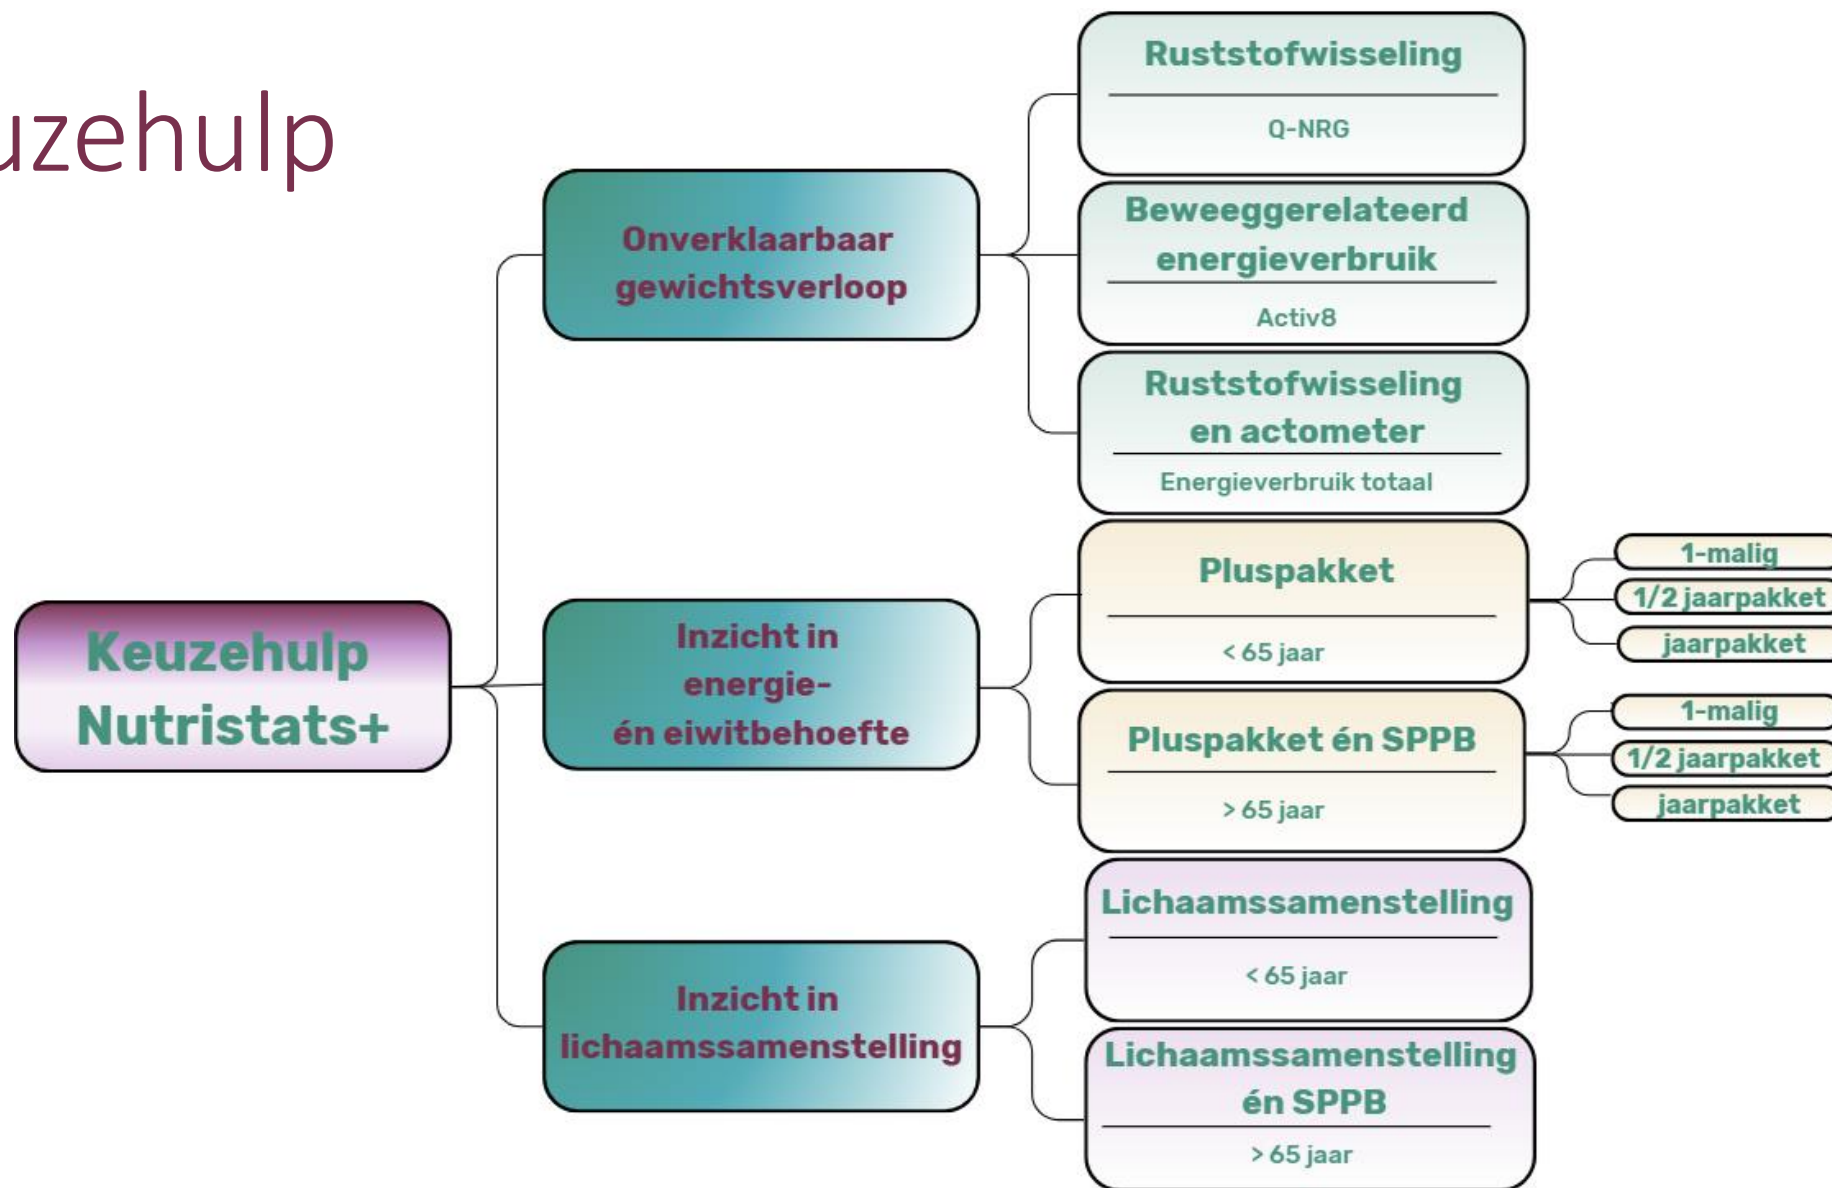 uzehulp
Keuzehulp
Nutristats+
Onverklaarbaar
gewichtsverloop
Ruststofwisseling
Q-NRG
Beweeggerelateerd
energieverbruik
Activ8
Ruststofwisseling
en actometer
Energieverbruik totaal
Inzicht in
energie-
én eiwitbehoefte
Pluspakket
< 65 jaar
1-malig
1/2 jaarpakket
jaarpakket
Pluspakket én SPPB
> 65 jaar
1-malig
1/2 jaarpakket
jaarpakket
Inzicht in
lichaamssamenstelling
Lichaamssamenstelling
< 65 jaar
Lichaamssamenstelling
én SPPB
> 65 jaar